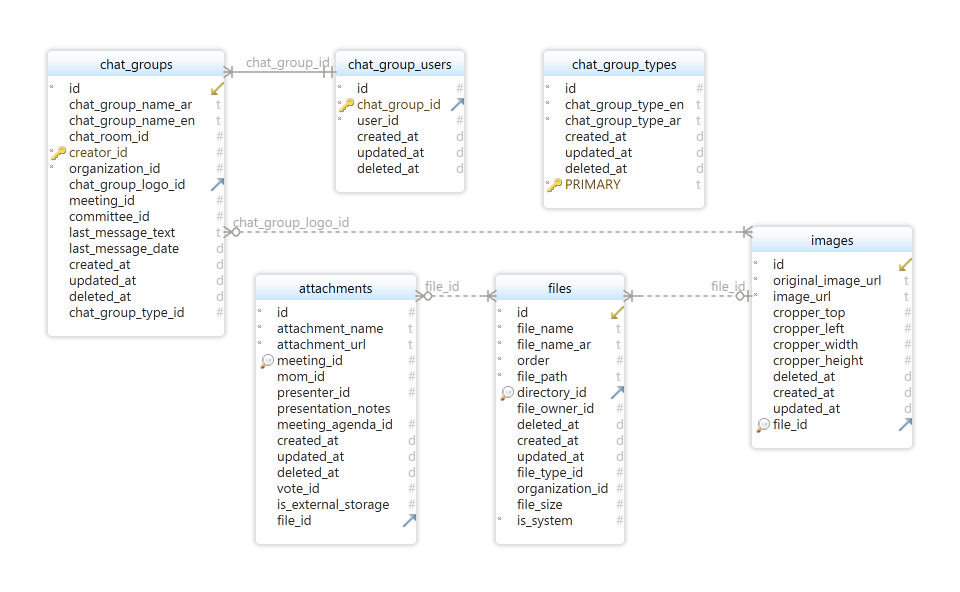 chat_groups
id
chat_group_name_ar t
chat_group_name_en t
chat_room_id #
creator_id #
organization_id #
chat_group_logo_id
meeting_id #
committee_id #
last_message_text t
last_message_date d
created_at d
updated_at d
deleted_at d
chat_group_type_id #
chat_group_id
chat_group_users
id #
chat_group_id
user_id #
created_at d
updated_at d
deleted_at d
chat_group_types
id #
chat_group_type_en t
chat_group_type_ar t
created_at d
updated_at d
deleted_at d
PRIMARY t
chat_group_logo_id
images
id
original_image_url t
image_url t
cropper_top #
cropper_left #
cropper_width #
cropper_height #
deleted_at d
created_at d
updated_at d
file_id
attachments
id #
attachment_name t
attachment_url t
meeting_id #
mom_id #
presenter_id #
presentation_notes
meeting_agenda_id #
created_at d
updated_at d
deleted_at d
vote_id #
is_external_storage #
file_id
file_id
files
id
file_name t
file_name_ar t
order #
file_path t
directory_id
file_owner_id #
deleted_at d
created_at d
updated_at d
file_type_id #
organization_id #
file_size #
is_system #
file_id